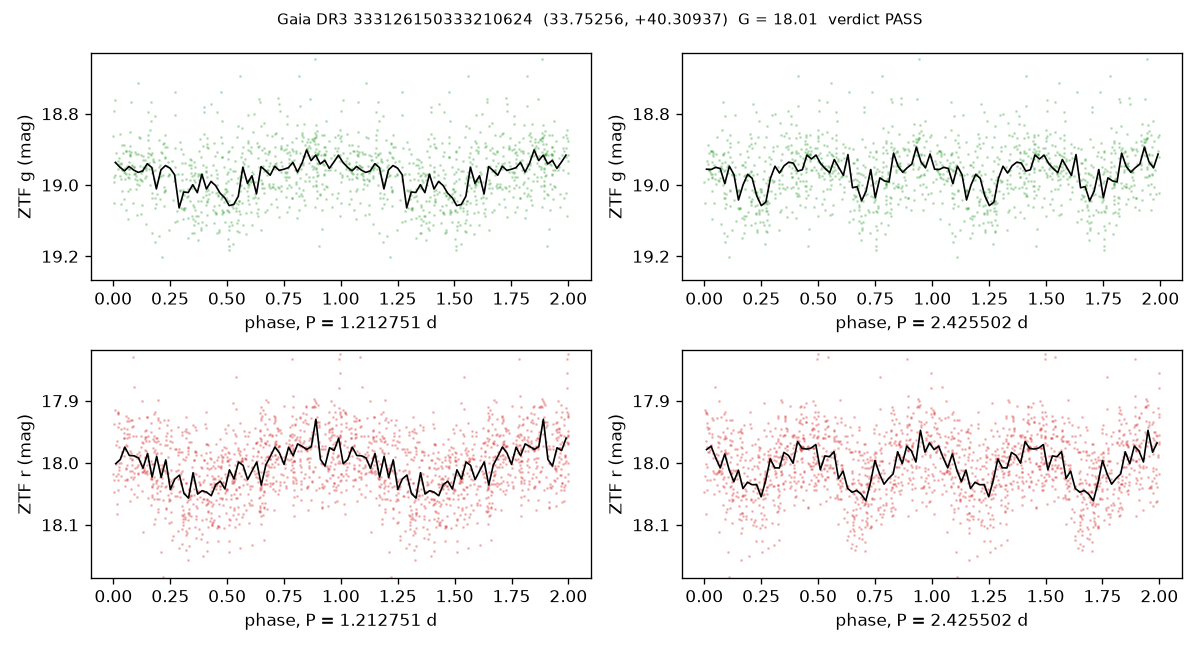 Gaia DR3 333126150333210624  (33.75256, +40.30937)  G = 18.01  verdict PASS
ZTF g (mag)
18.8
19.0
19.2
0.00 0.25 0.50 0.75 1.00 1.25 1.50 1.75 2.00
phase, P = 1.212751 d
ZTF g (mag)
18.8
19.0
19.2
0.00 0.25 0.50 0.75 1.00 1.25 1.50 1.75 2.00
phase, P = 2.425502 d
ZTF r (mag)
17.9
18.0
18.1
0.00 0.25 0.50 0.75 1.00 1.25 1.50 1.75 2.00
phase, P = 1.212751 d
ZTF r (mag)
17.9
18.0
18.1
0.00 0.25 0.50 0.75 1.00 1.25 1.50 1.75 2.00
phase, P = 2.425502 d